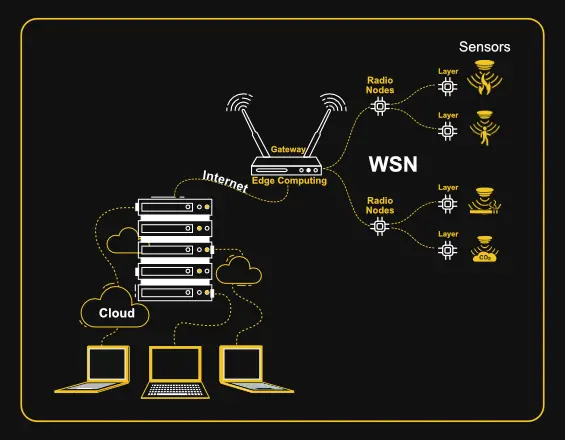 Sensors
Layer
Radio
Nodes
Layer
Gateway
WSN
Internet
Edge Computing
Layer
Radio
Nodes
Layer
CO₂
Cloud